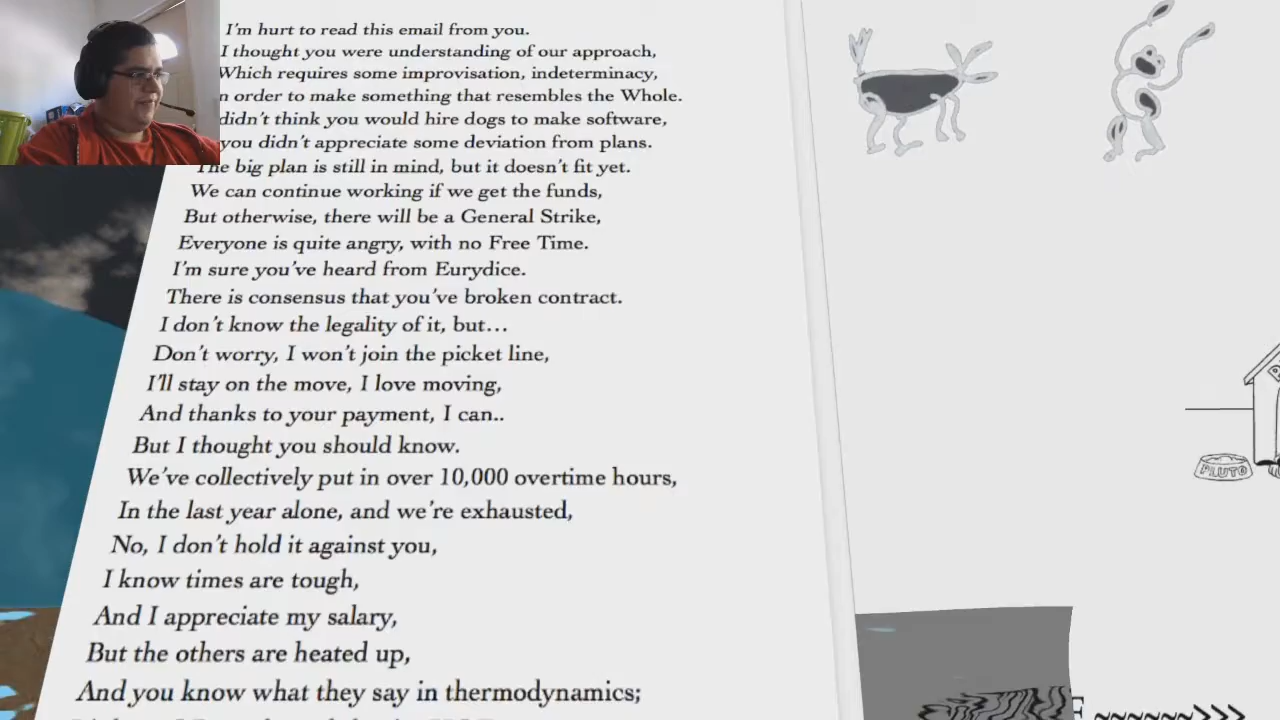 I'm hurt to read this email from you.
I thought you were understanding of our approach,
Which requires some improvisation, indeterminacy,
n order to make something that resembles the Whole.
didn't think you would hire dogs to make software,
you didn't appreciate some deviation from plans.
The big plan is still in mind, but it doesn't fit yet.
We can continue working if we get the funds,
But otherwise, there will be a General Strike,
Everyone is quite angry, with no Free Time.
I'm sure you've heard from Eurydice.
There is consensus that you've broken contract.
I don't know the legality of it, but…
Don't worry, I won't join the picket line,
I'll stay on the move, I love moving,
And thanks to your payment, I can..
But I thought you should know.
We've collectively put in over 10,000 overtime hours,
In the last year alone, and we're exhausted,
No, I don't hold it against you,
I know times are tough,
And I appreciate my salary,
But the others are heated up,
And you know what they say in thermodynamics;
PLUTO